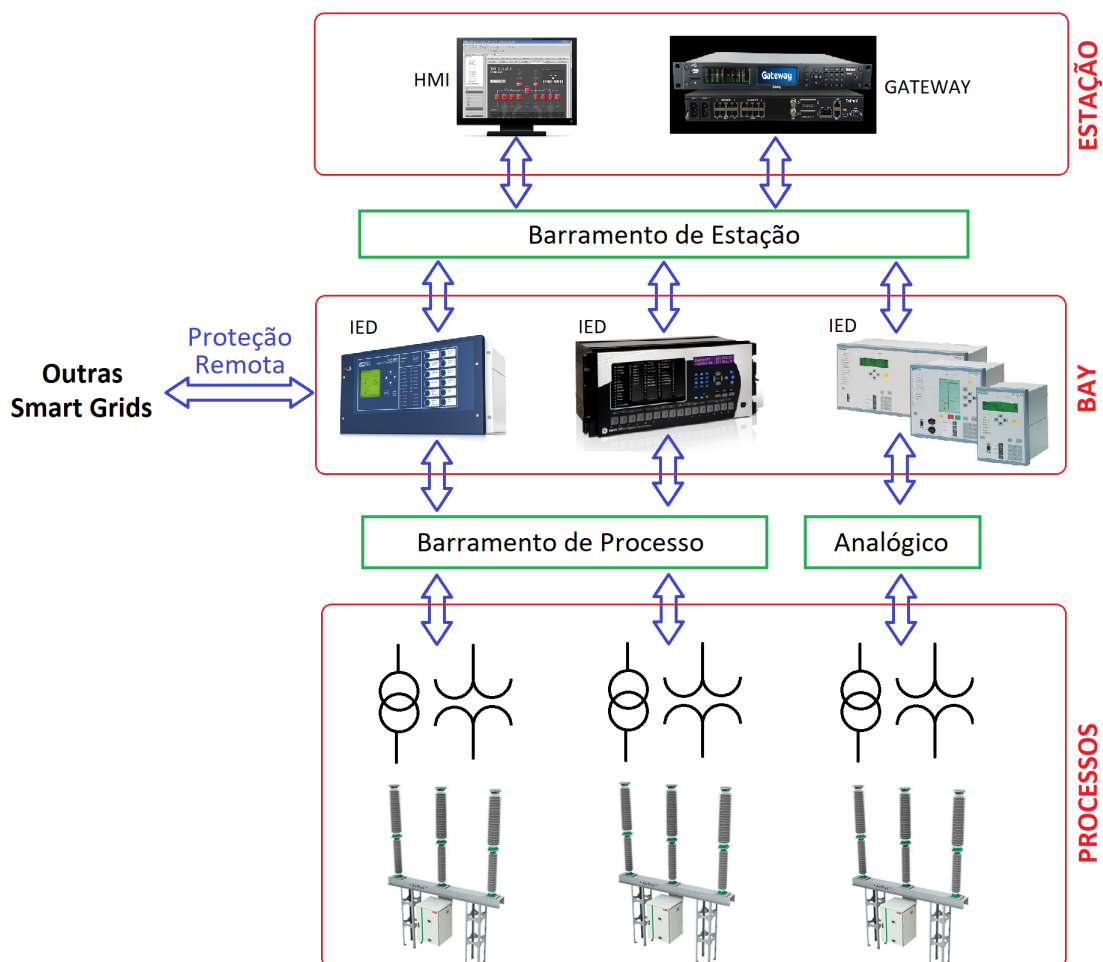 HMI
Gateway
GATEWAY
ESTAÇÃO
Barramento de Estação
IED
IED
IED
Proteção
Remota
Outras
Smart Grids
BAY
Barramento de Processo
Analógico
PROCESSOS